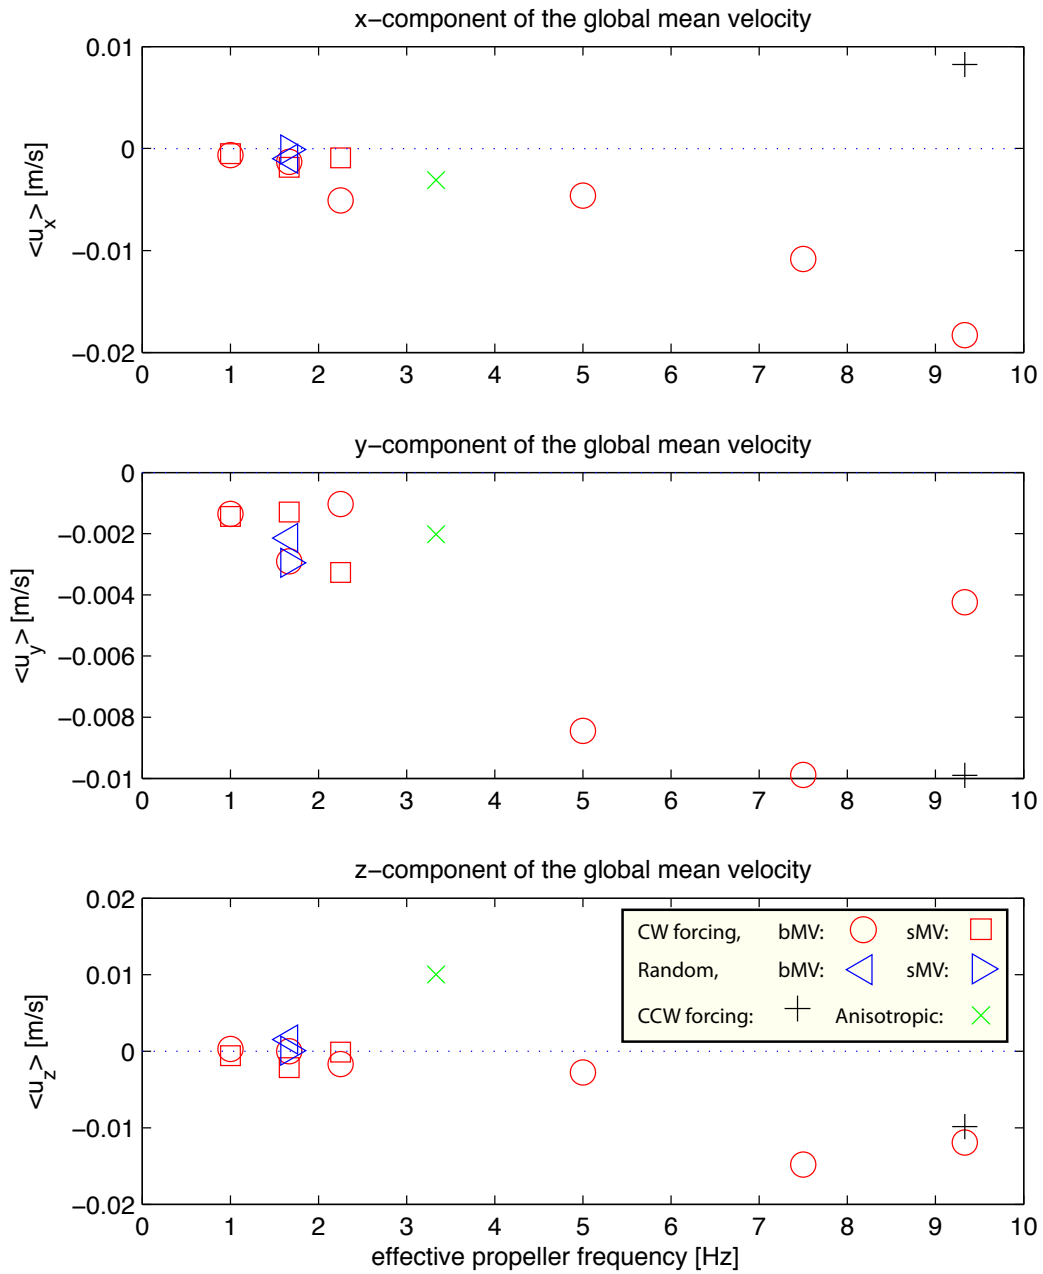 x−component of the global mean velocity
0.01
0
−0.01
−0.02
<u_x> [m/s]
0 1 2 3 4 5 6 7 8 9 10
y−component of the global mean velocity
0
−0.002
−0.004
−0.006
−0.008
−0.01
<u_y> [m/s]
0 1 2 3 4 5 6 7 8 9 10
z−component of the global mean velocity
0.02
0.01
0
−0.01
−0.02
<u_z> [m/s]
CW forcing, bMV: sMV:
Random, bMV: sMV:
CCW forcing: Anisotropic:
0 1 2 3 4 5 6 7 8 9 10
effective propeller frequency [Hz]